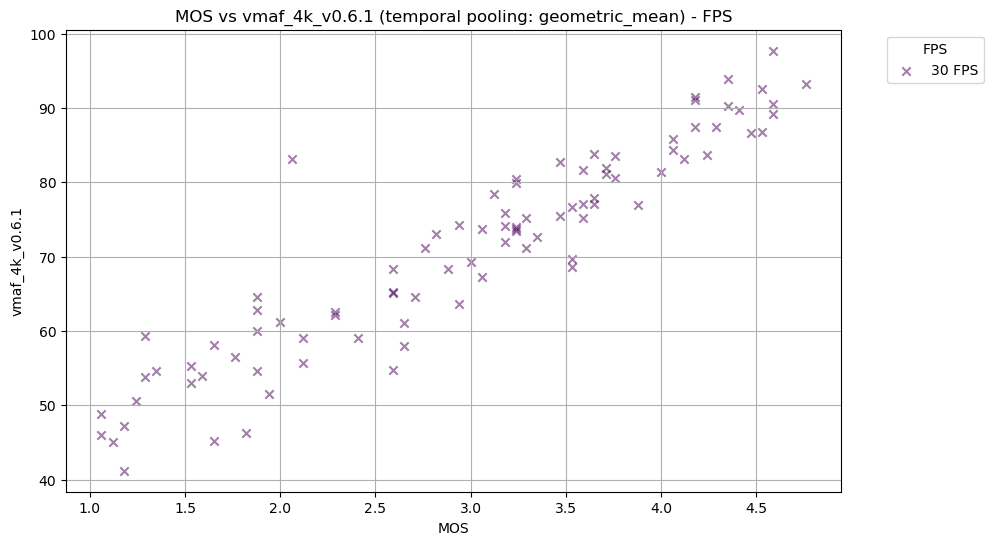 MOS vs vmaf_4k_v0.6.1 (temporal pooling: geometric_mean) - FPS
FPS
30 FPS
vmaf_4k_v0.6.1
100
90
80
70
60
50
40
1.0 1.5 2.0 2.5 3.0 3.5 4.0 4.5
MOS